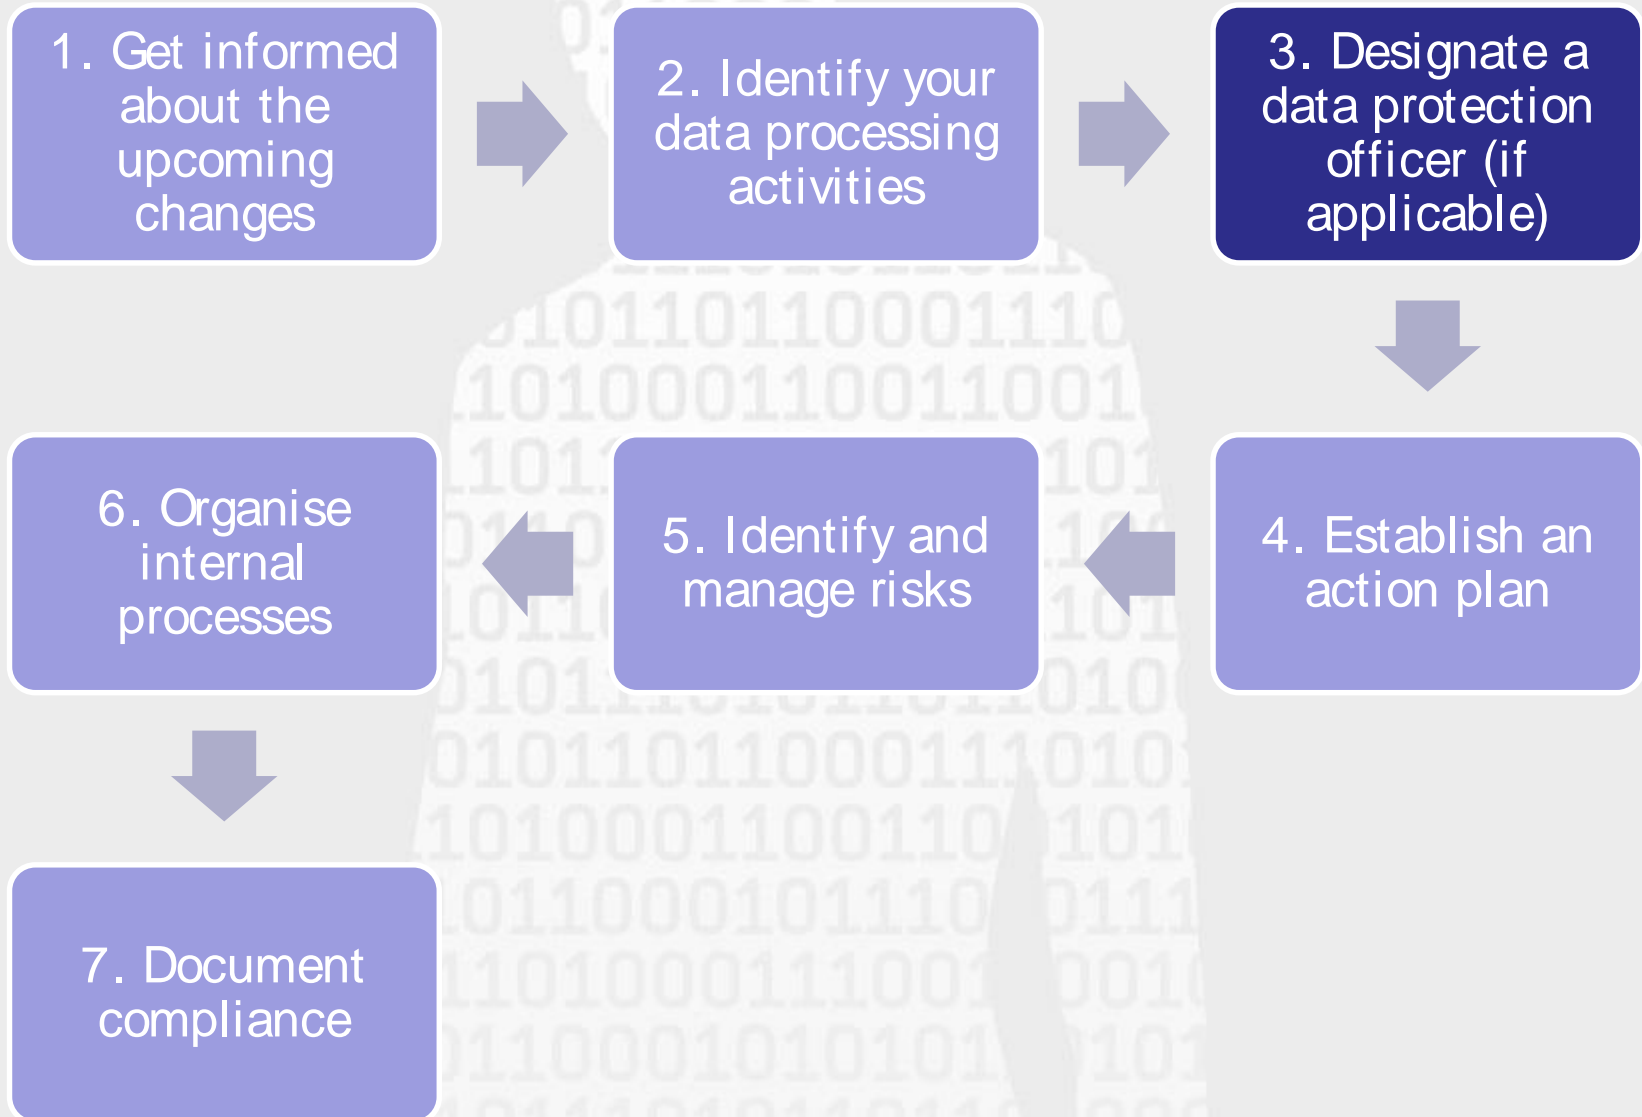 1. Get informed
about the
upcoming
changes
2. Identify your
data processing
activities
3. Designate a
data protection
officer (if
applicable)
4. Establish an
action plan
5. Identify and
manage risks
6. Organise
internal
processes
7. Document
compliance